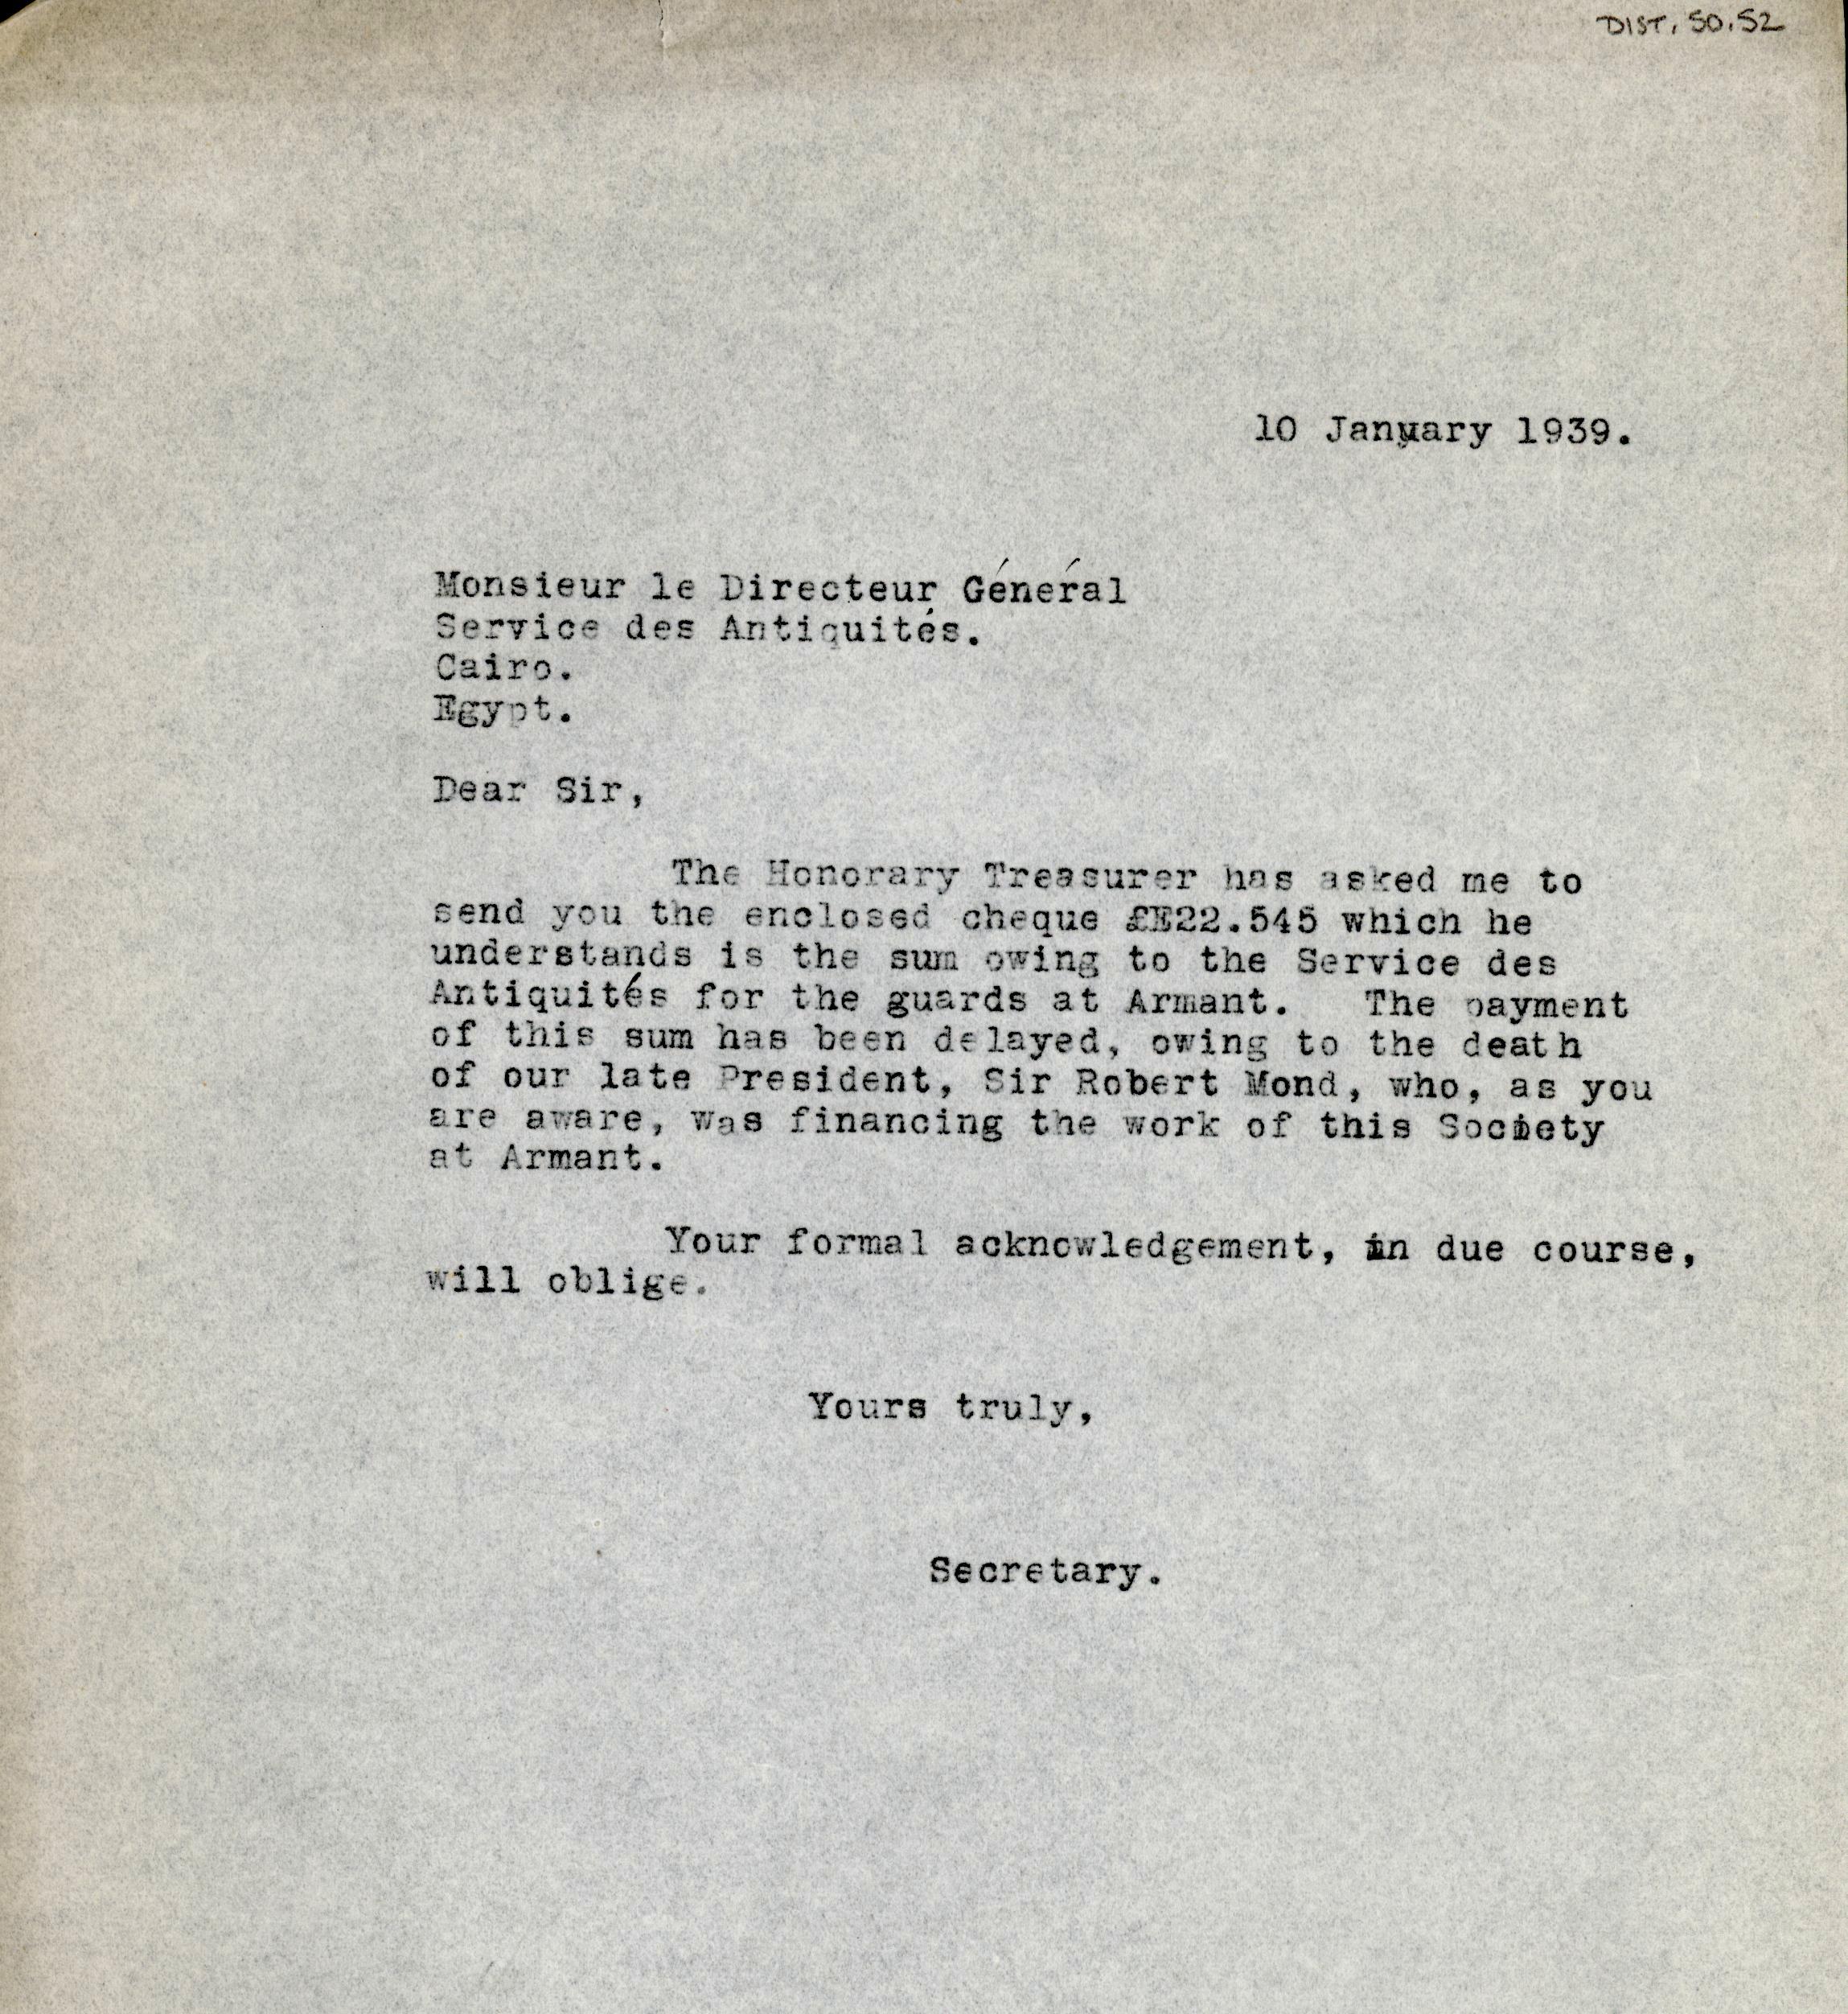 DIST. 50.52
10 January 1939.
Monsieur le Directeur Général
Service des Antiquités.
Cairo.
Egypt.
Dear Sir,
The Honorary Treasurer has asked me to
send you the enclosed cheque £E22.545 which he
understands is the sum owing to the Service des
Antiquités for the guards at Armant. The payment
of this sum has been delayed, owing to the death
of our late President, Sir Robert Mond, who, as you
are aware, was financing the work of this Society
at Armant.
Your formal acknowledgement, in due course,
will oblige.
Yours truly,
Secretary.